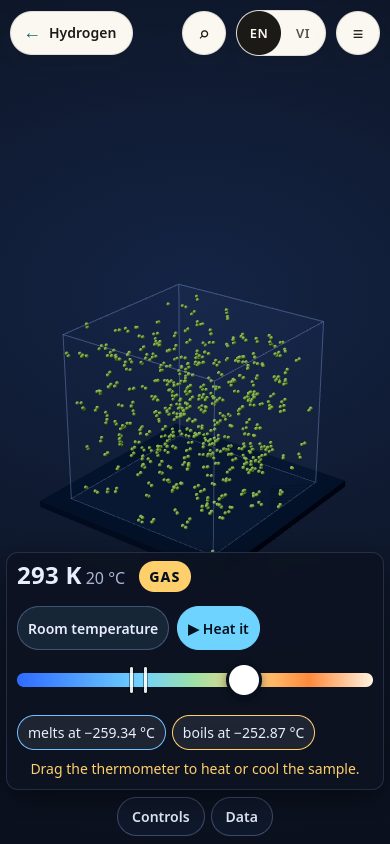 ← Hydrogen
⌕
EN VI
≡
293 K 20 °C GAS
Room temperature
▶ Heat it
melts at −259.34 °C
boils at −252.87 °C
Drag the thermometer to heat or cool the sample.
Controls
Data